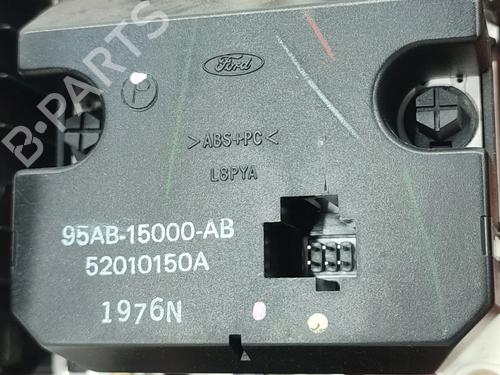 B-PARTS
Ford
P
>ABS+PC<
L8PYA
95AB-15000-AB
52010150A
1976N